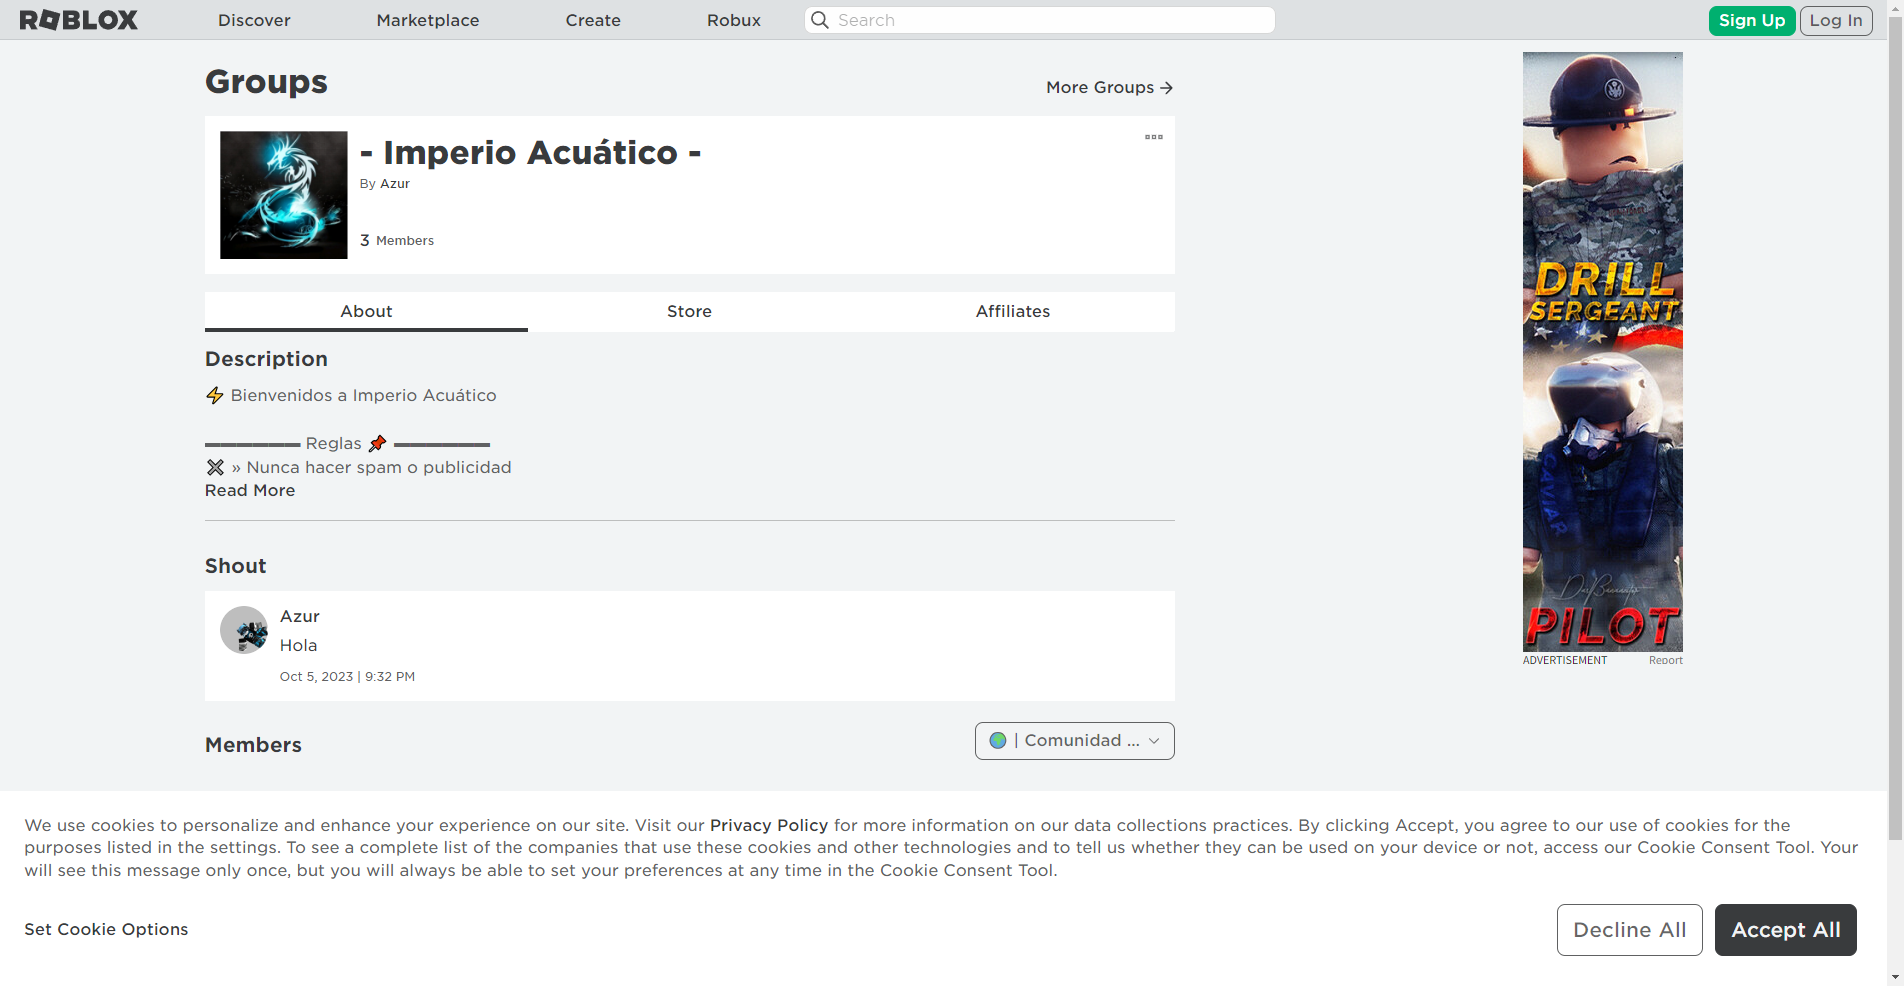 ROBLOX
Discover
Marketplace
Create
Robux
Search
Sign Up
Log In
Groups
More Groups →
- Imperio Acuático -
By Azur
3 Members
About
Store
Affiliates
Description
⚡ Bienvenidos a Imperio Acuático
▬▬▬▬▬▬ Reglas 📌 ▬▬▬▬▬▬
✖ » Nunca hacer spam o publicidad
Read More
Shout
Azur
Hola
Oct 5, 2023 | 9:32 PM
Members
🌍 | Comunidad ...
DRILL
SERGEANT
PILOT
ADVERTISEMENT
Report
We use cookies to personalize and enhance your experience on our site. Visit our Privacy Policy for more information on our data collections practices. By clicking Accept, you agree to our use of cookies for the
purposes listed in the settings. To see a complete list of the companies that use these cookies and other technologies and to tell us whether they can be used on your device or not, access our Cookie Consent Tool. Your
will see this message only once, but you will always be able to set your preferences at any time in the Cookie Consent Tool.
Set Cookie Options
Decline All
Accept All